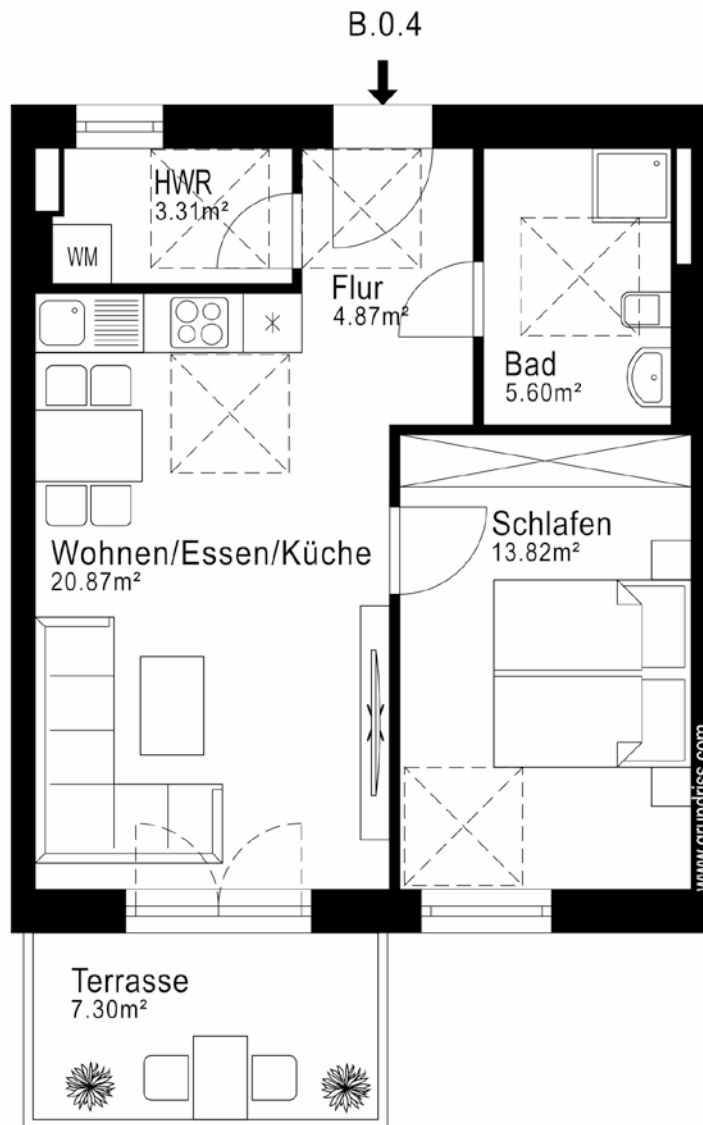 B.0.4
HWR
3.31m²
WM
Flur
4.87m²
Bad
5.60m²
Wohnen/Essen/Küche
20.87m²
Schlafen
13.82m²
www.grundriss.com
Terrasse
7.30m²